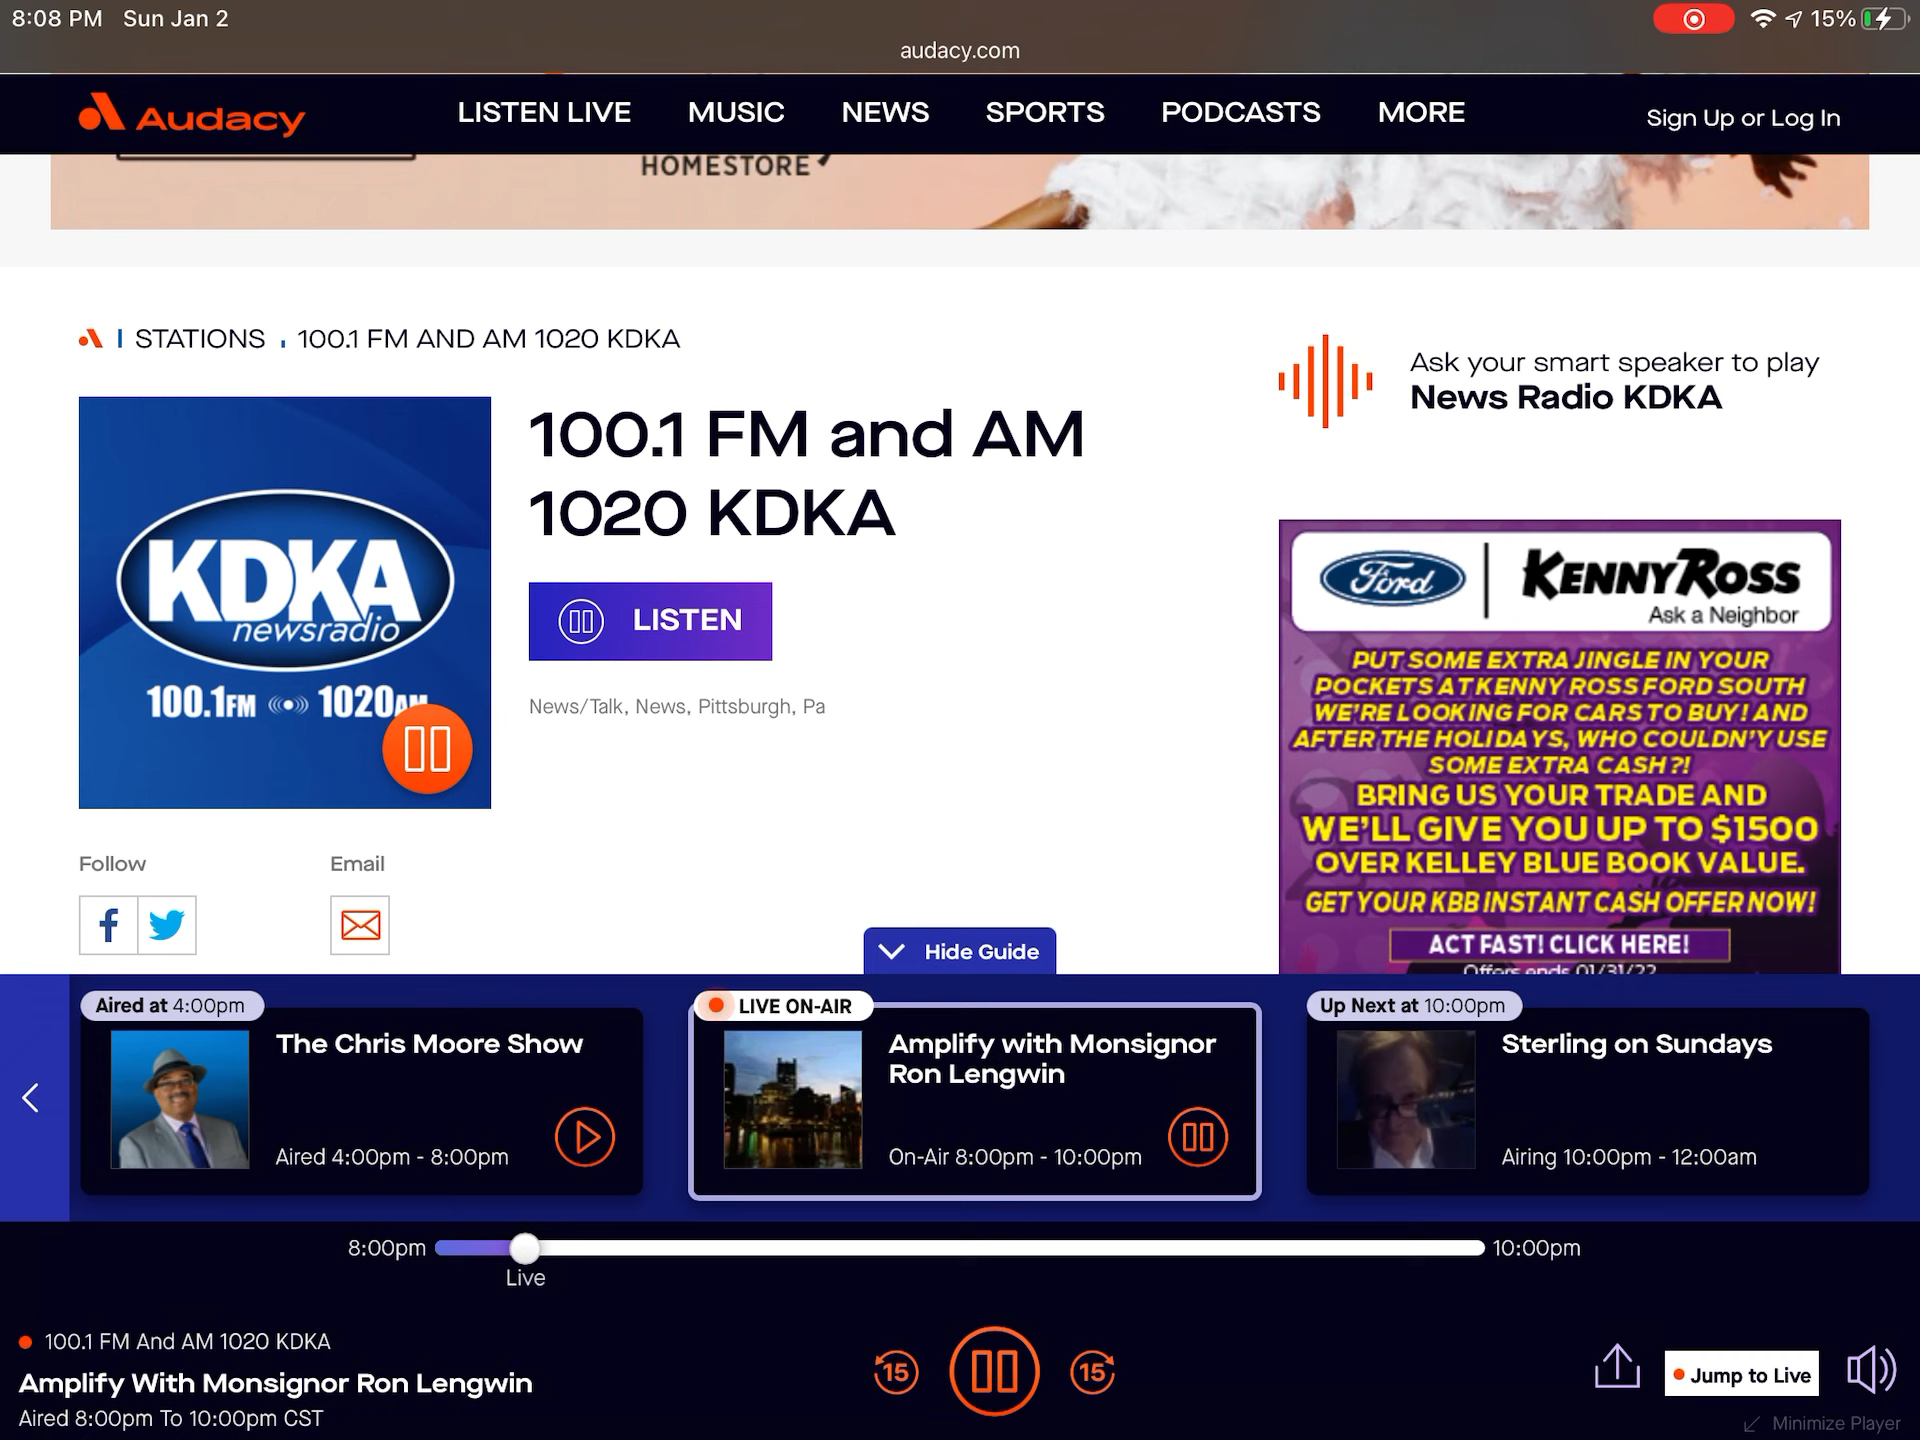 8:08 PM Sun Jan 2
15%
audacy.com
Audacy
LISTEN LIVE MUSIC NEWS SPORTS PODCASTS MORE
Sign Up or Log In
HOMESTORE
STATIONS 100.1 FM AND AM 1020 KDKA
Ask your smart speaker to play
News Radio KDKA
KDKA
newsradio
100.1FM 1020AM
100.1 FM and AM
1020 KDKA
LISTEN
News/Talk, News, Pittsburgh, Pa
Ford
KENNY ROSS
Ask a Neighbor
PUT SOME EXTRA JINGLE IN YOUR
POCKETS AT KENNY ROSS FORD SOUTH
WE'RE LOOKING FOR CARS TO BUY! AND
AFTER THE HOLIDAYS, WHO COULDN'Y USE
SOME EXTRA CASH?!
BRING US YOUR TRADE AND
WE'LL GIVE YOU UP TO $1500
OVER KELLEY BLUE BOOK VALUE.
GET YOUR KBB INSTANT CASH OFFER NOW!
ACT FAST! CLICK HERE!
Offers ends 01/31/22
Follow
Email
Hide Guide
Aired at 4:00pm
The Chris Moore Show
Aired 4:00pm - 8:00pm
LIVE ON-AIR
Amplify with Monsignor
Ron Lengwin
On-Air 8:00pm - 10:00pm
Up Next at 10:00pm
Sterling on Sundays
Airing 10:00pm - 12:00am
8:00pm
10:00pm
Live
100.1 FM And AM 1020 KDKA
Amplify With Monsignor Ron Lengwin
Aired 8:00pm To 10:00pm CST
15
15
Jump to Live
Minimize Player